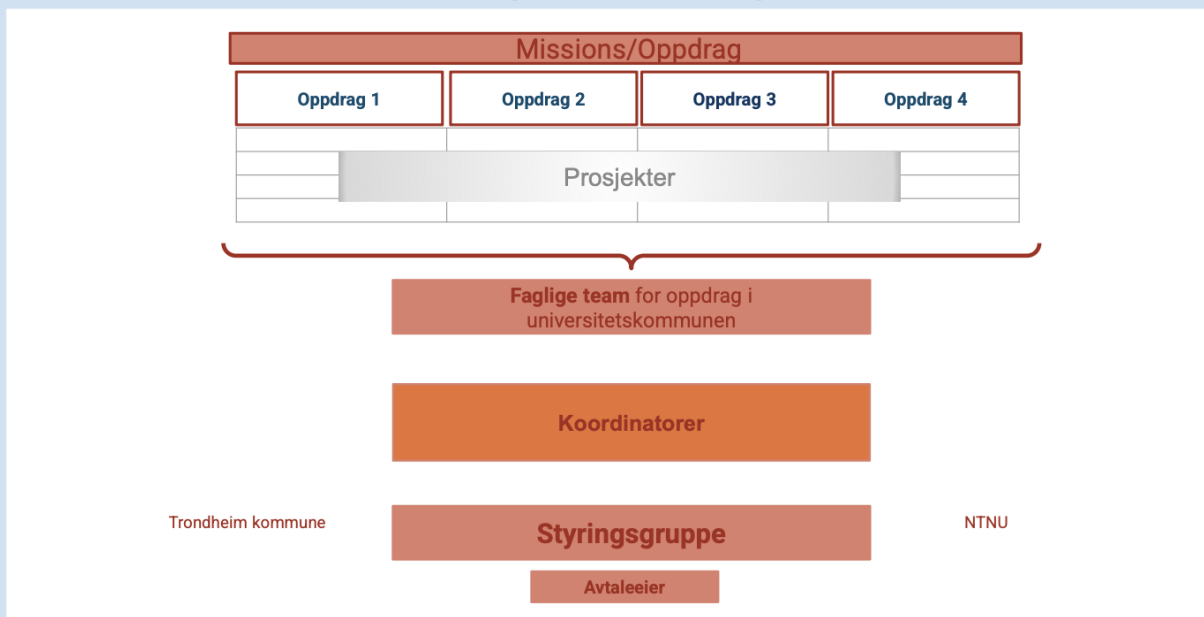 Missions/Oppdrag
Oppdrag 1
Oppdrag 2
Oppdrag 3
Oppdrag 4
Prosjekter
Faglige team for oppdrag i
universitetskommunen
Koordinatorer
Trondheim kommune
Styringsgruppe
NTNU
Avtaleeier